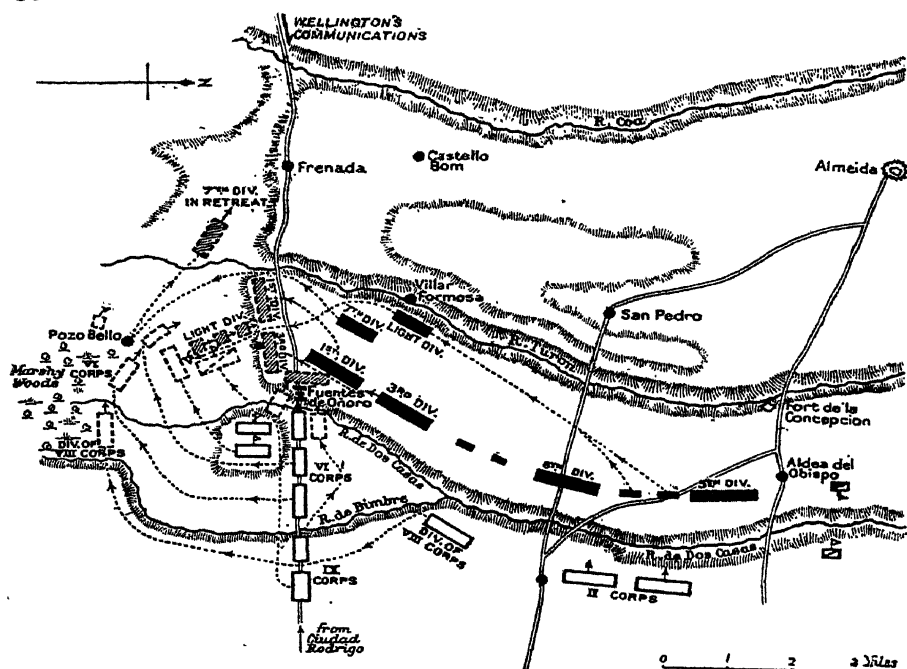 WELLINGTON'S
COMMUNICATIONS
N
R. Coa
Castello
Bom
Almeida
Frenada
7TH DIV.
IN RETREAT
Villar
Formosa
San Pedro
Pozo Bello
LIGHT DIV.
7TH DIV.
LIGHT DIV.
R. Turon
1ST DIV.
VI
CORPS
Marshy
Woods
1ST DIV.
3RD DIV.
Fuentes
de Oñoro
Fort de la
Concepcion
R. de Dos Casas
DIV. OF
VIII CORPS
VI
CORPS
6TH DIV.
5TH DIV.
Aldea del
Obispo
R. de Bimbre
DIV. OF
VIII CORPS
R. de Dos Casas
IX
CORPS
II CORPS
from
Ciudad
Rodrigo
0 1 2 3 Miles